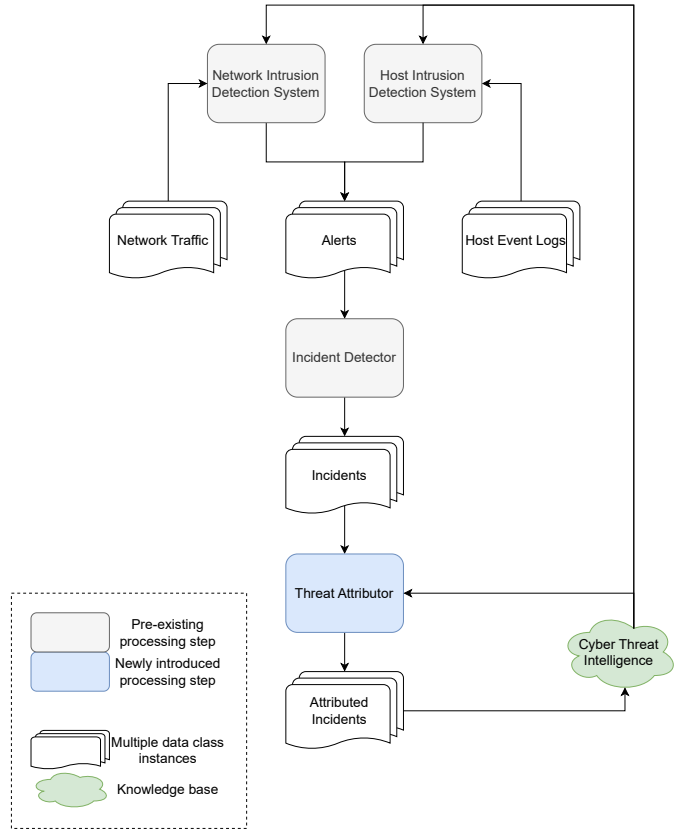 Network Intrusion
Detection System
Host Intrusion
Detection System
Network Traffic
Alerts
Host Event Logs
Incident Detector
Incidents
Threat Attributor
Cyber Threat
Intelligence
Attributed
Incidents
Pre-existing
processing step
Newly introduced
processing step
Multiple data class
instances
Knowledge base